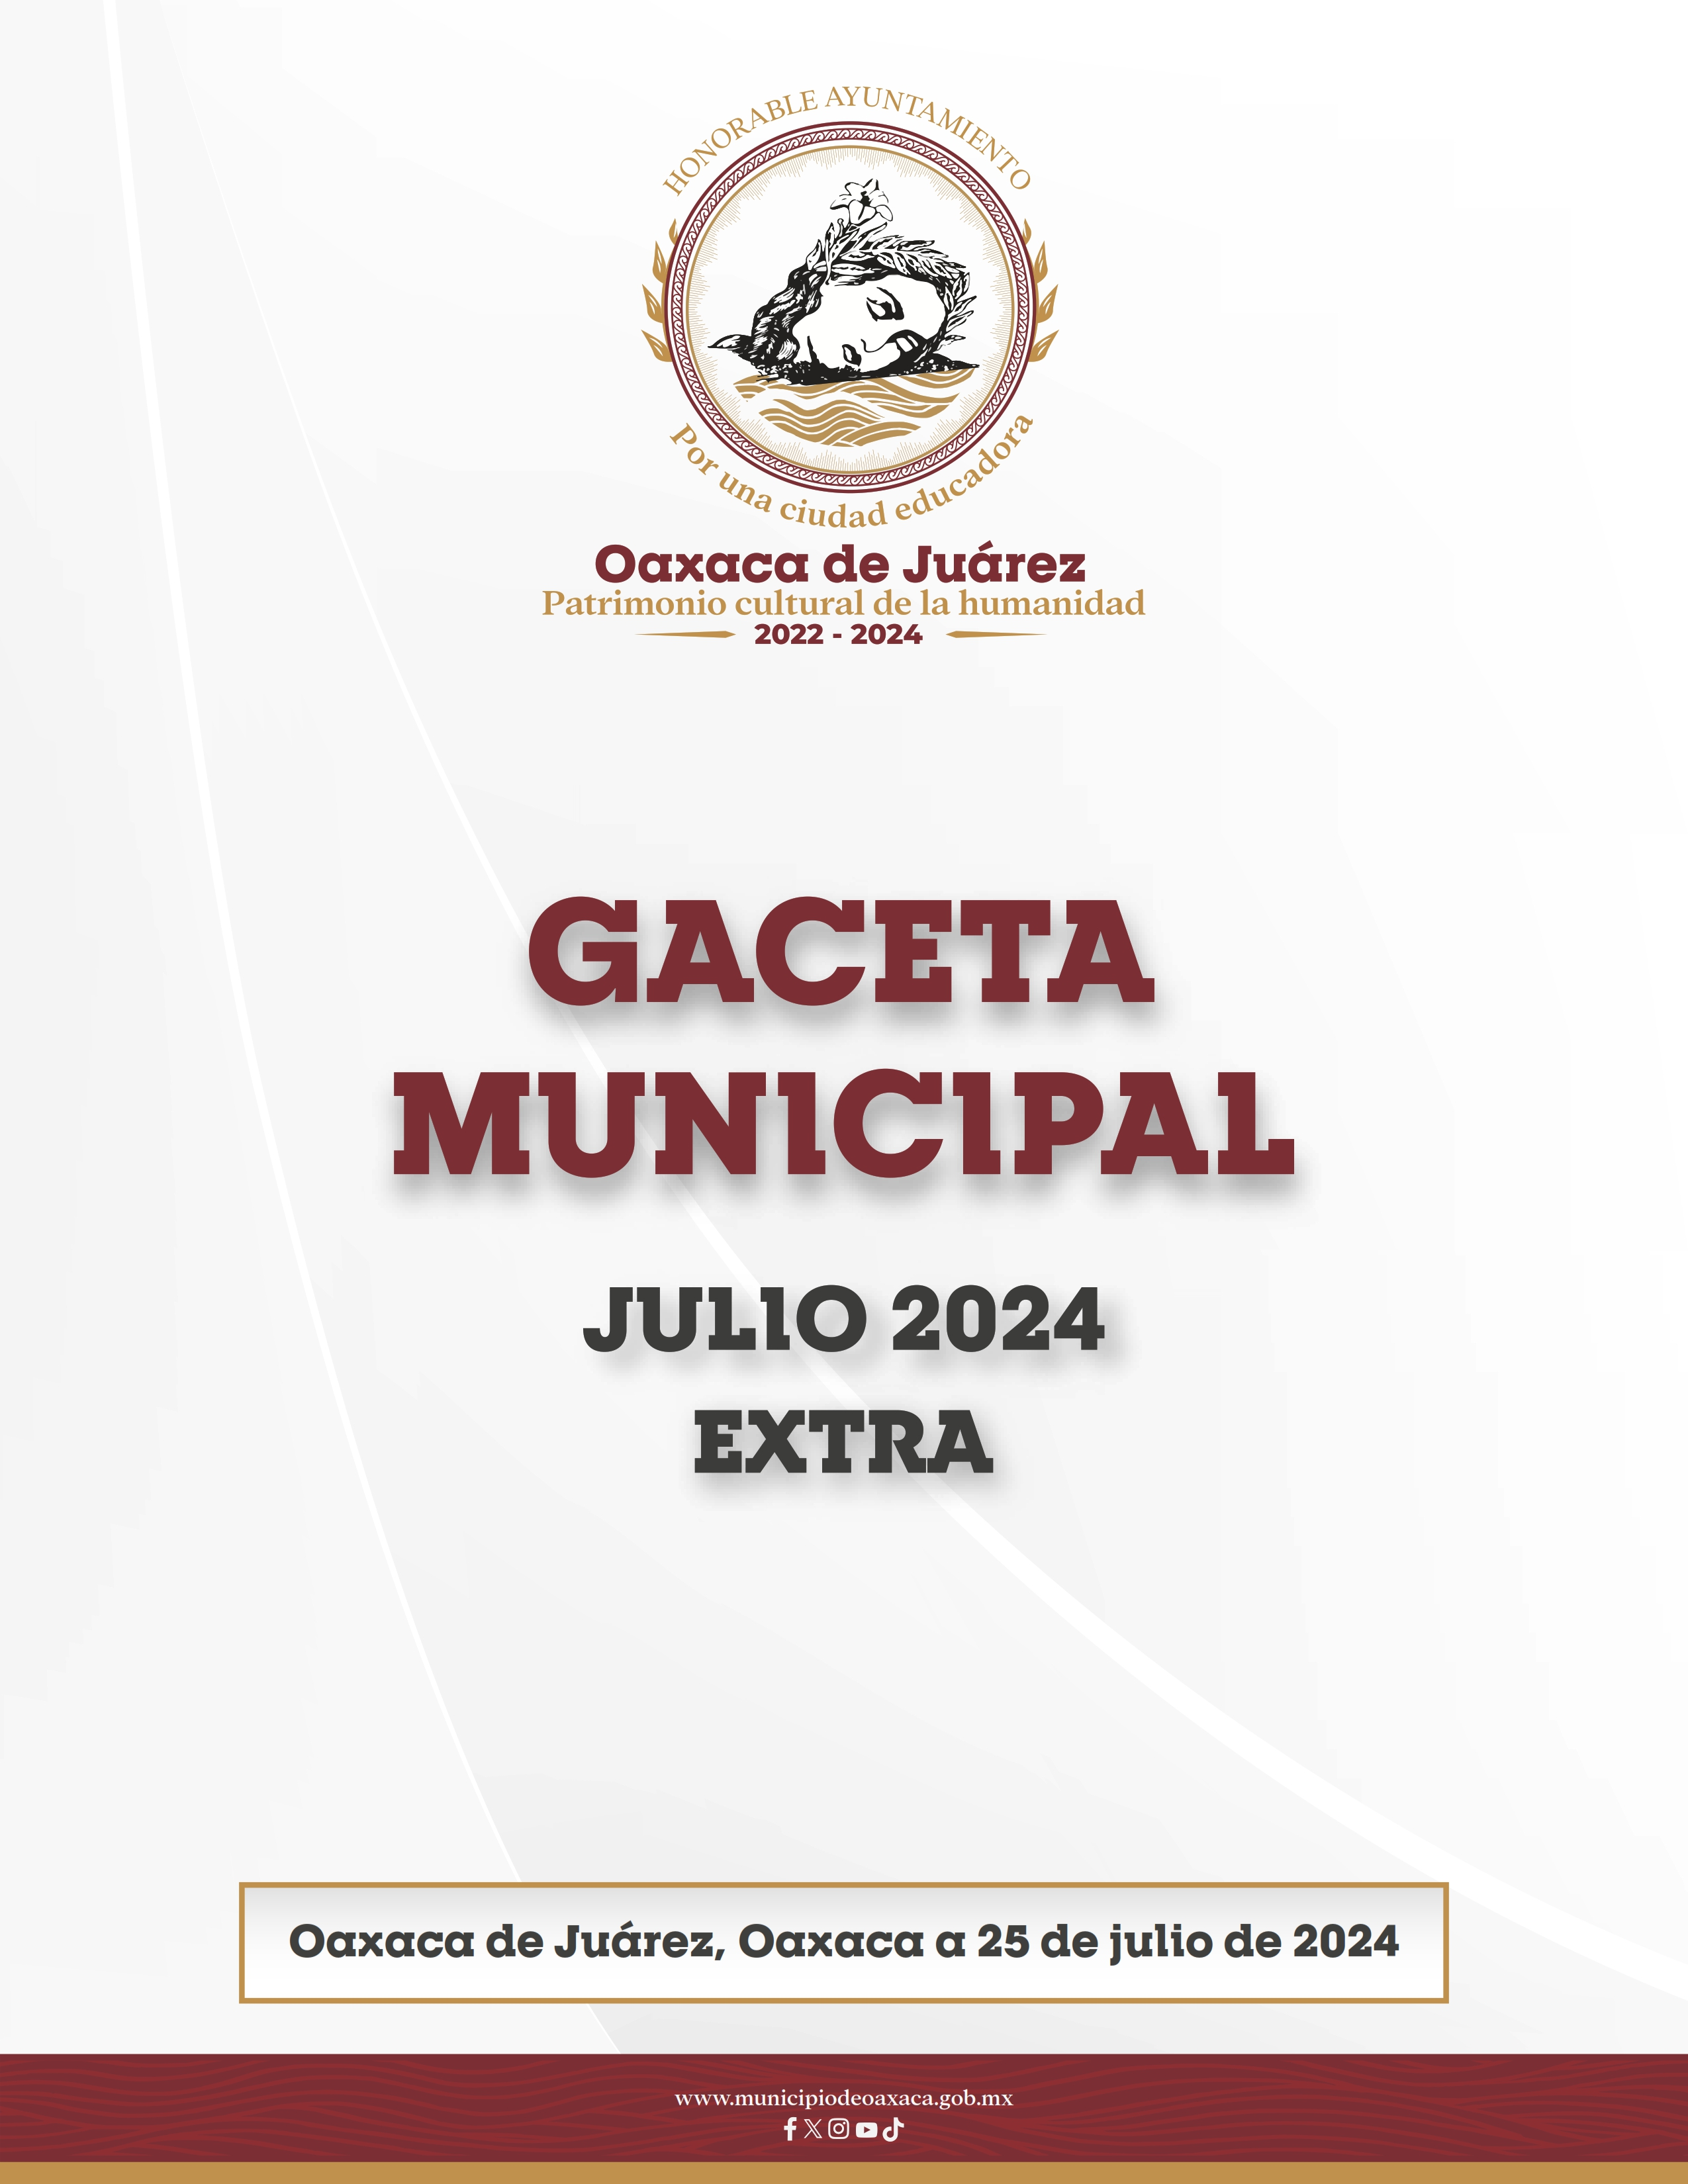 HONORABLE AYUNTAMIENTO
Por una ciudad educadora
Oaxaca de Juárez
Patrimonio cultural de la humanidad
2022 - 2024
GACETA
MUNICIPAL
JULIO 2024
EXTRA
Oaxaca de Juárez, Oaxaca a 25 de julio de 2024
www.municipiodeoaxaca.gob.mx